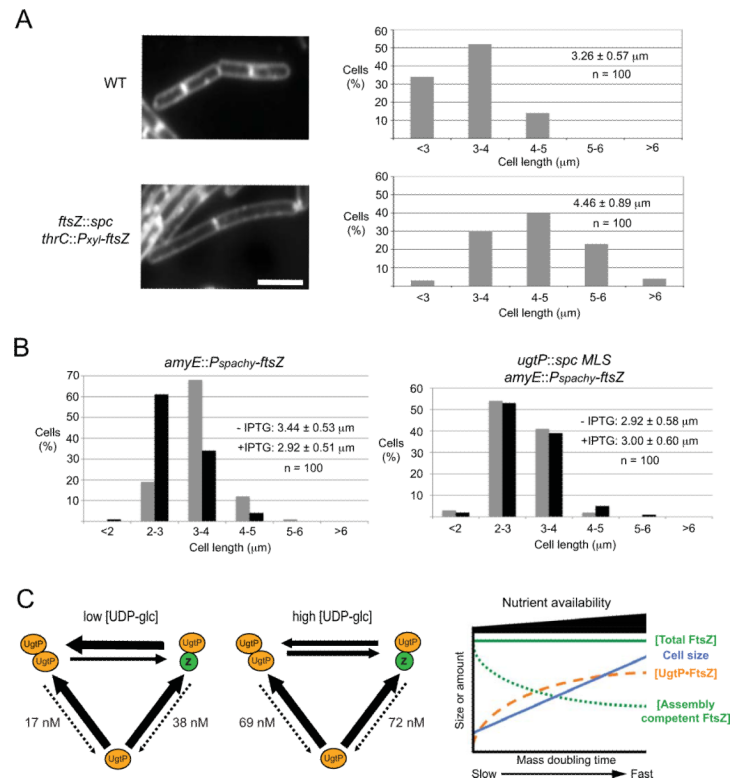 A
WT
Cells
(%)
60
50
40
30
20
10
3.26 ± 0.57 μm
n = 100
<3 3-4 4-5 5-6 >6
Cell length (μm)
ftsZ::spc
thrC::Pxyl-ftsZ
Cells
(%)
60
50
40
30
20
10
4.46 ± 0.89 μm
n = 100
<3 3-4 4-5 5-6 >6
Cell length (μm)
B
amyE::Pspachy-ftsZ
Cells
(%)
70
60
50
40
30
20
10
- IPTG: 3.44 ± 0.53 μm
+IPTG: 2.92 ± 0.51 μm
n = 100
<2 2-3 3-4 4-5 5-6 >6
Cell length (μm)
ugtP::spc MLS
amyE::Pspachy-ftsZ
Cells
(%)
60
50
40
30
20
10
- IPTG: 2.92 ± 0.58 μm
+IPTG: 3.00 ± 0.60 μm
n = 100
<2 2-3 3-4 4-5 5-6 >6
Cell length (μm)
C
low [UDP-glc]
UgtP
UgtP
UgtP
Z
17 nM
38 nM
UgtP
high [UDP-glc]
UgtP
UgtP
UgtP
Z
69 nM
72 nM
UgtP
Nutrient availability
Size or amount
[Total FtsZ]
Cell size
[UgtP•FtsZ]
[Assembly
competent FtsZ]
Mass doubling time
Slow Fast